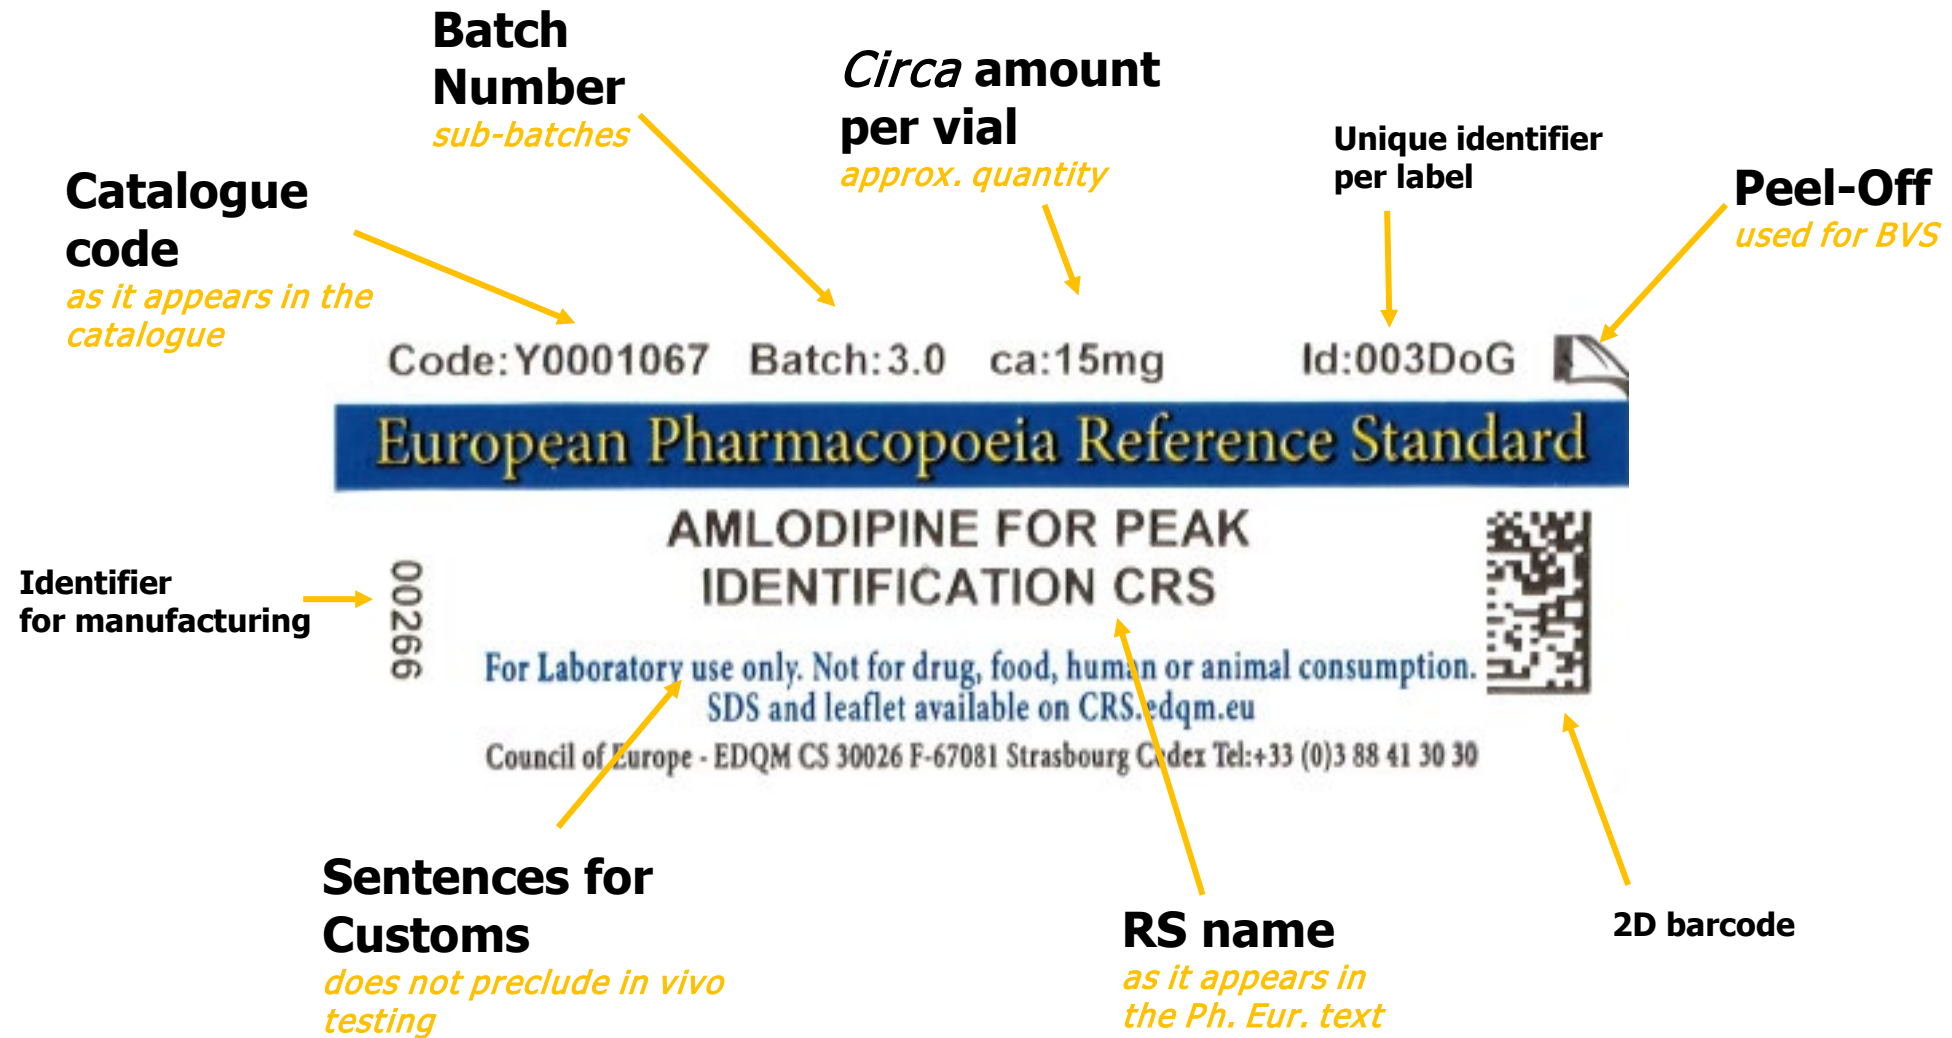 Batch
Number
sub-batches
Circa amount
per vial
approx. quantity
Unique identifier
per label
Peel-Off
used for BVS
Catalogue
code
as it appears in the
catalogue
Code:Y0001067 Batch:3.0 ca:15mg Id:003DoG
European Pharmacopoeia Reference Standard
AMLODIPINE FOR PEAK
IDENTIFICATION CRS
Identifier
for manufacturing
00266
For Laboratory use only. Not for drug, food, human or animal consumption.
SDS and leaflet available on CRS.edqm.eu
Council of Europe - EDQM CS 30026 F-67081 Strasbourg Cedex Tel:+33 (0)3 88 41 30 30
Sentences for
Customs
does not preclude in vivo
testing
RS name
as it appears in
the Ph. Eur. text
2D barcode